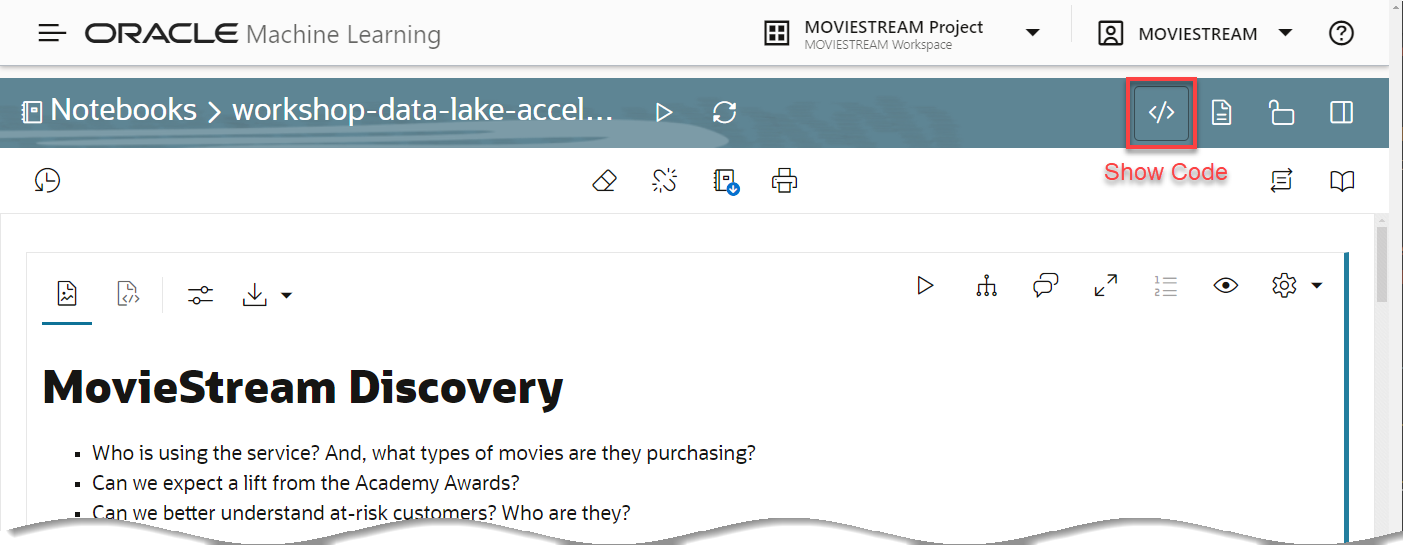 ORACLE Machine Learning
MOVIESTREAM Project
MOVIESTREAM Workspace
MOVIESTREAM
Notebooks > workshop-data-lake-accel...
Show Code
MovieStream Discovery
▪ Who is using the service? And, what types of movies are they purchasing?
▪ Can we expect a lift from the Academy Awards?
▪ Can we better understand at-risk customers? Who are they?